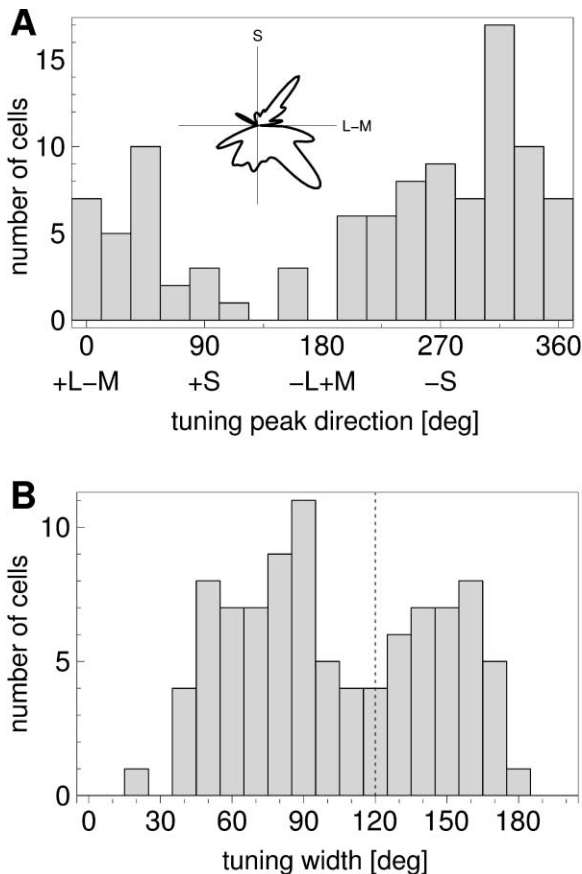 A
S
L−M
number of cells
15
10
5
0
0 90 180 270 360
+L−M +S −L+M −S
tuning peak direction [deg]
B
number of cells
10
5
0
0 30 60 90 120 150 180
tuning width [deg]